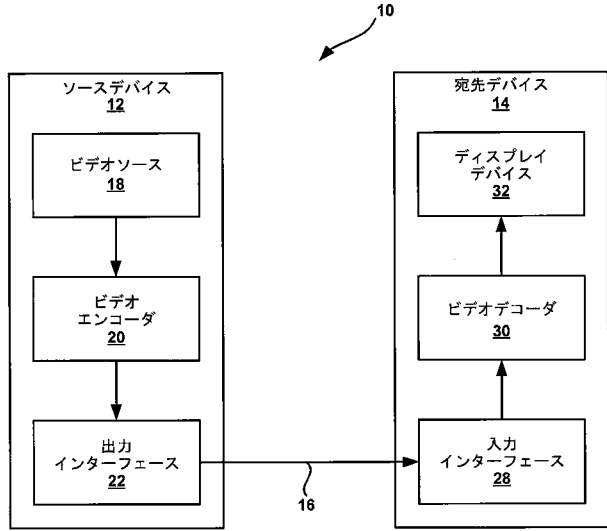 10
ソースデバイス
12
ビデオソース
18
ビデオ
エンコーダ
20
出力
インターフェース
22
16
宛先デバイス
14
ディスプレイ
デバイス
32
ビデオデコーダ
30
入力
インターフェース
28